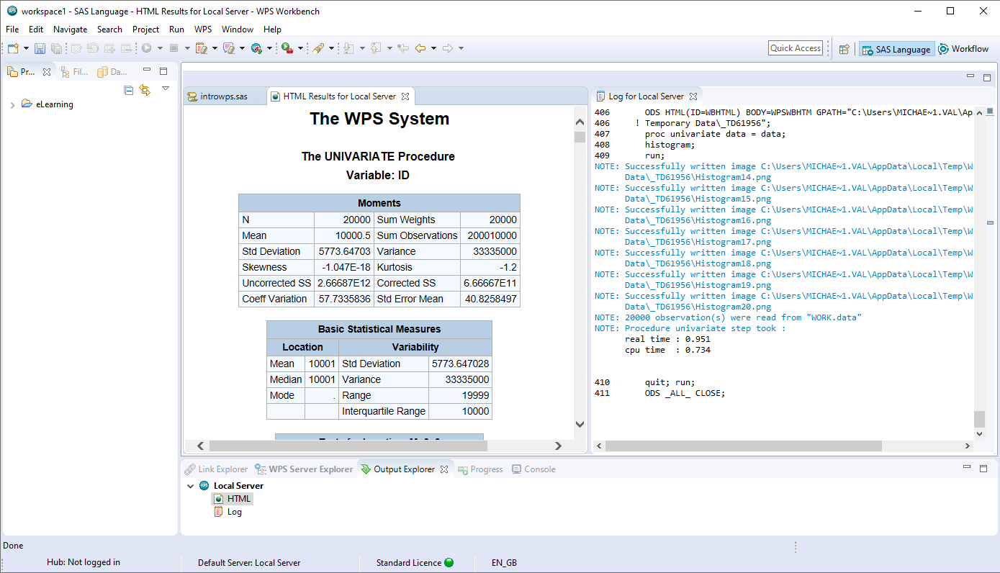 workspace1 - SAS Language - HTML Results for Local Server - WPS Workbench
File Edit Navigate Search Project Run WPS Window Help
Quick Access
SAS Language
Workflow
Pr...
Fil...
Da...
eLearning
introwps.sas
HTML Results for Local Server
The WPS System
The UNIVARIATE Procedure
Variable: ID
Moments
N 20000 Sum Weights 20000
Mean 10000.5 Sum Observations 200010000
Std Deviation 5773.64703 Variance 33335000
Skewness -1.047E-18 Kurtosis -1.2
Uncorrected SS 2.66687E12 Corrected SS 6.66667E11
Coeff Variation 57.7335836 Std Error Mean 40.8258497
Basic Statistical Measures
Location Variability
Mean 10001 Std Deviation 5773.647028
Median 10001 Variance 33335000
Mode . Range 19999
Interquartile Range 10000
Log for Local Server
406 ODS HTML(ID=WBHTML) BODY=WPSWBHTM GPATH="C:\Users\MICHAE~1.VAL\Ap
406 ! Temporary Data\_TD61956";
407 proc univariate data = data;
408 histogram;
409 run;
NOTE: Successfully written image C:\Users\MICHAE~1.VAL\AppData\Local\Temp\W
Data\_TD61956\Histogram14.png
NOTE: Successfully written image C:\Users\MICHAE~1.VAL\AppData\Local\Temp\W
Data\_TD61956\Histogram15.png
NOTE: Successfully written image C:\Users\MICHAE~1.VAL\AppData\Local\Temp\W
Data\_TD61956\Histogram16.png
NOTE: Successfully written image C:\Users\MICHAE~1.VAL\AppData\Local\Temp\W
Data\_TD61956\Histogram17.png
NOTE: Successfully written image C:\Users\MICHAE~1.VAL\AppData\Local\Temp\W
Data\_TD61956\Histogram18.png
NOTE: Successfully written image C:\Users\MICHAE~1.VAL\AppData\Local\Temp\W
Data\_TD61956\Histogram19.png
NOTE: Successfully written image C:\Users\MICHAE~1.VAL\AppData\Local\Temp\W
Data\_TD61956\Histogram20.png
NOTE: 20000 observation(s) were read from "WORK.data"
NOTE: Procedure univariate step took :
real time : 0.951
cpu time : 0.734
410 quit; run;
411 ODS _ALL_ CLOSE;
Link Explorer
WPS Server Explorer
Output Explorer
Progress
Console
Local Server
HTML
Log
Done
Hub: Not logged in
Default Server: Local Server
Standard Licence
EN_GB